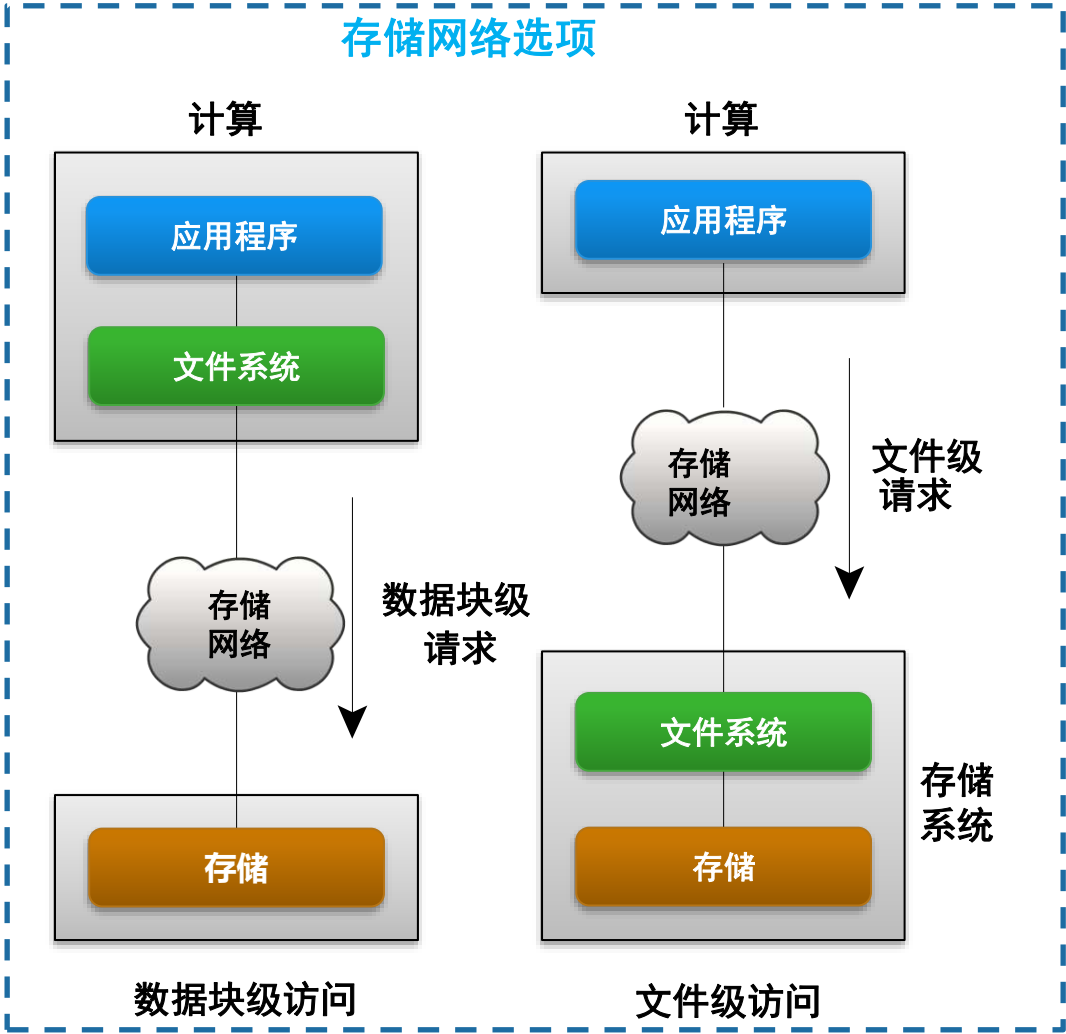 存储网络选项
计算
应用程序
文件系统
存储
网络
数据块级
请求
存储
数据块级访问
计算
应用程序
存储
网络
文件级
请求
文件系统
存储
存储
系统
文件级访问